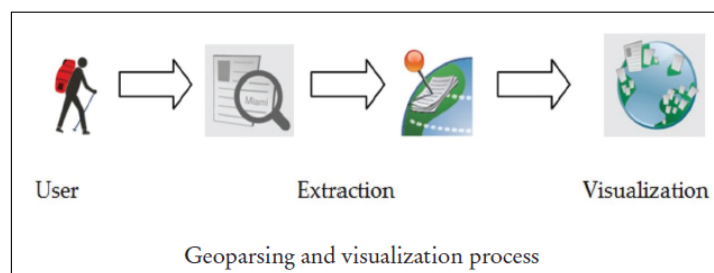 Miami
User
Extraction
Visualization
Geoparsing and visualization process